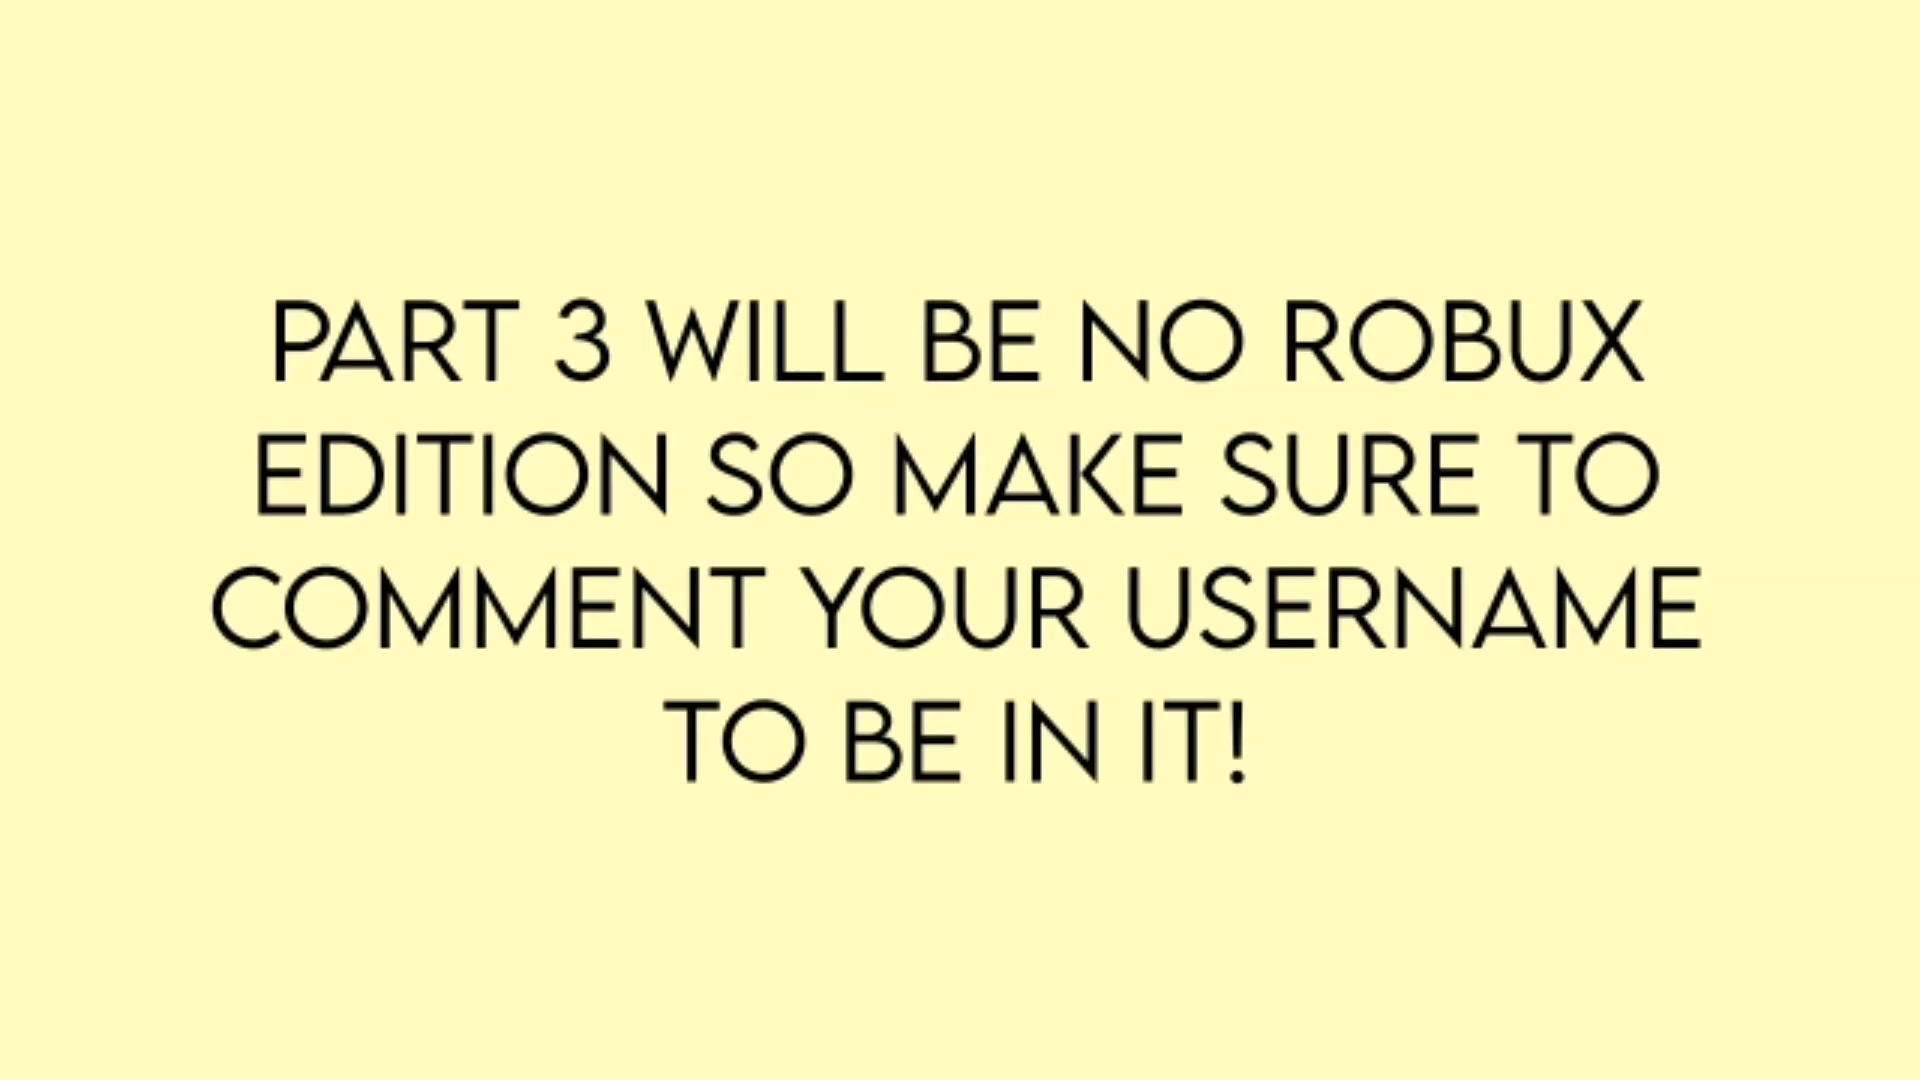 PART 3 WILL BE NO ROBUX
EDITION SO MAKE SURE TO
COMMENT YOUR USERNAME
TO BE IN IT!